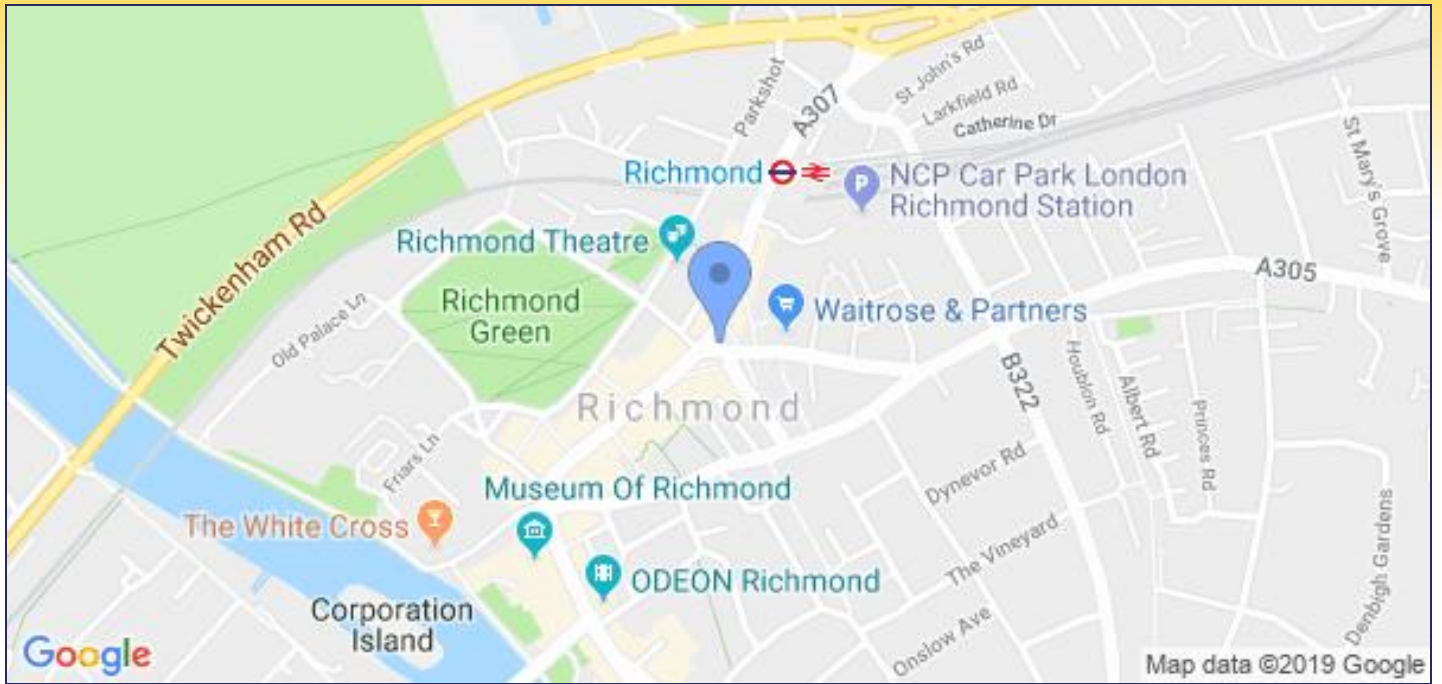 St John's Rd
Parkshot
A307
Larkfield Rd
Catherine Dr
St Mary's Grove
Richmond
P
NCP Car Park London
Richmond Station
Twickenham Rd
Richmond Theatre
A305
Richmond
Green
Old Palace Ln
Waitrose & Partners
B322
Houblon Rd
Albert Rd
Princes Rd
Richmond
Friars Ln
Dynevor Rd
Museum Of Richmond
The White Cross
The Vineyard
Denbigh Gardens
ODEON Richmond
Corporation
Island
Onslow Ave
Google
Map data ©2019 Google